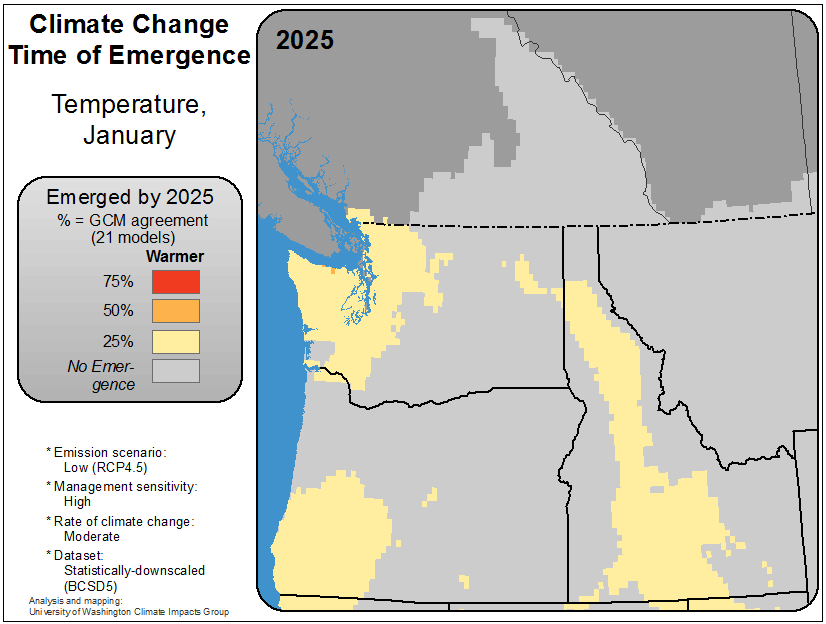 Climate Change
Time of Emergence
Temperature,
January
Emerged by 2025
% = GCM agreement
(21 models)
Warmer
75%
50%
25%
No Emer-
gence
* Emission scenario:
Low (RCP4.5)
* Management sensitivity:
High
* Rate of climate change:
Moderate
* Dataset:
Statistically-downscaled
(BCSD5)
Analysis and mapping:
University of Washington Climate Impacts Group
2025